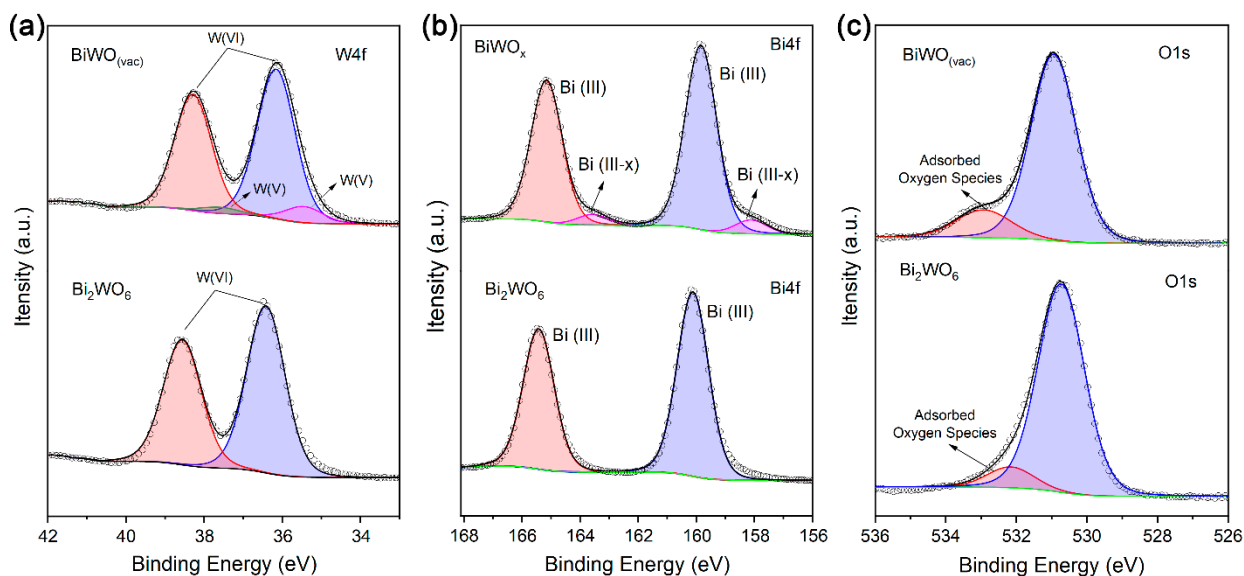 (a)
BiWO(vac)
W(VI)
W4f
W(V)
W(V)
Bi₂WO₆
W(VI)
Itensity (a.u.)
42 40 38 36 34
Binding Energy (eV)
(b)
BiWOₓ
Bi4f
Bi (III)
Bi (III)
Bi (III-x)
Bi (III-x)
Bi₂WO₆
Bi4f
Bi (III)
Bi (III)
Itensity (a.u.)
168 166 164 162 160 158 156
Binding Energy (eV)
(c)
BiWO(vac)
O1s
Adsorbed
Oxygen Species
Bi₂WO₆
O1s
Adsorbed
Oxygen Species
Itensity (a.u.)
536 534 532 530 528 526
Binding Energy (eV)